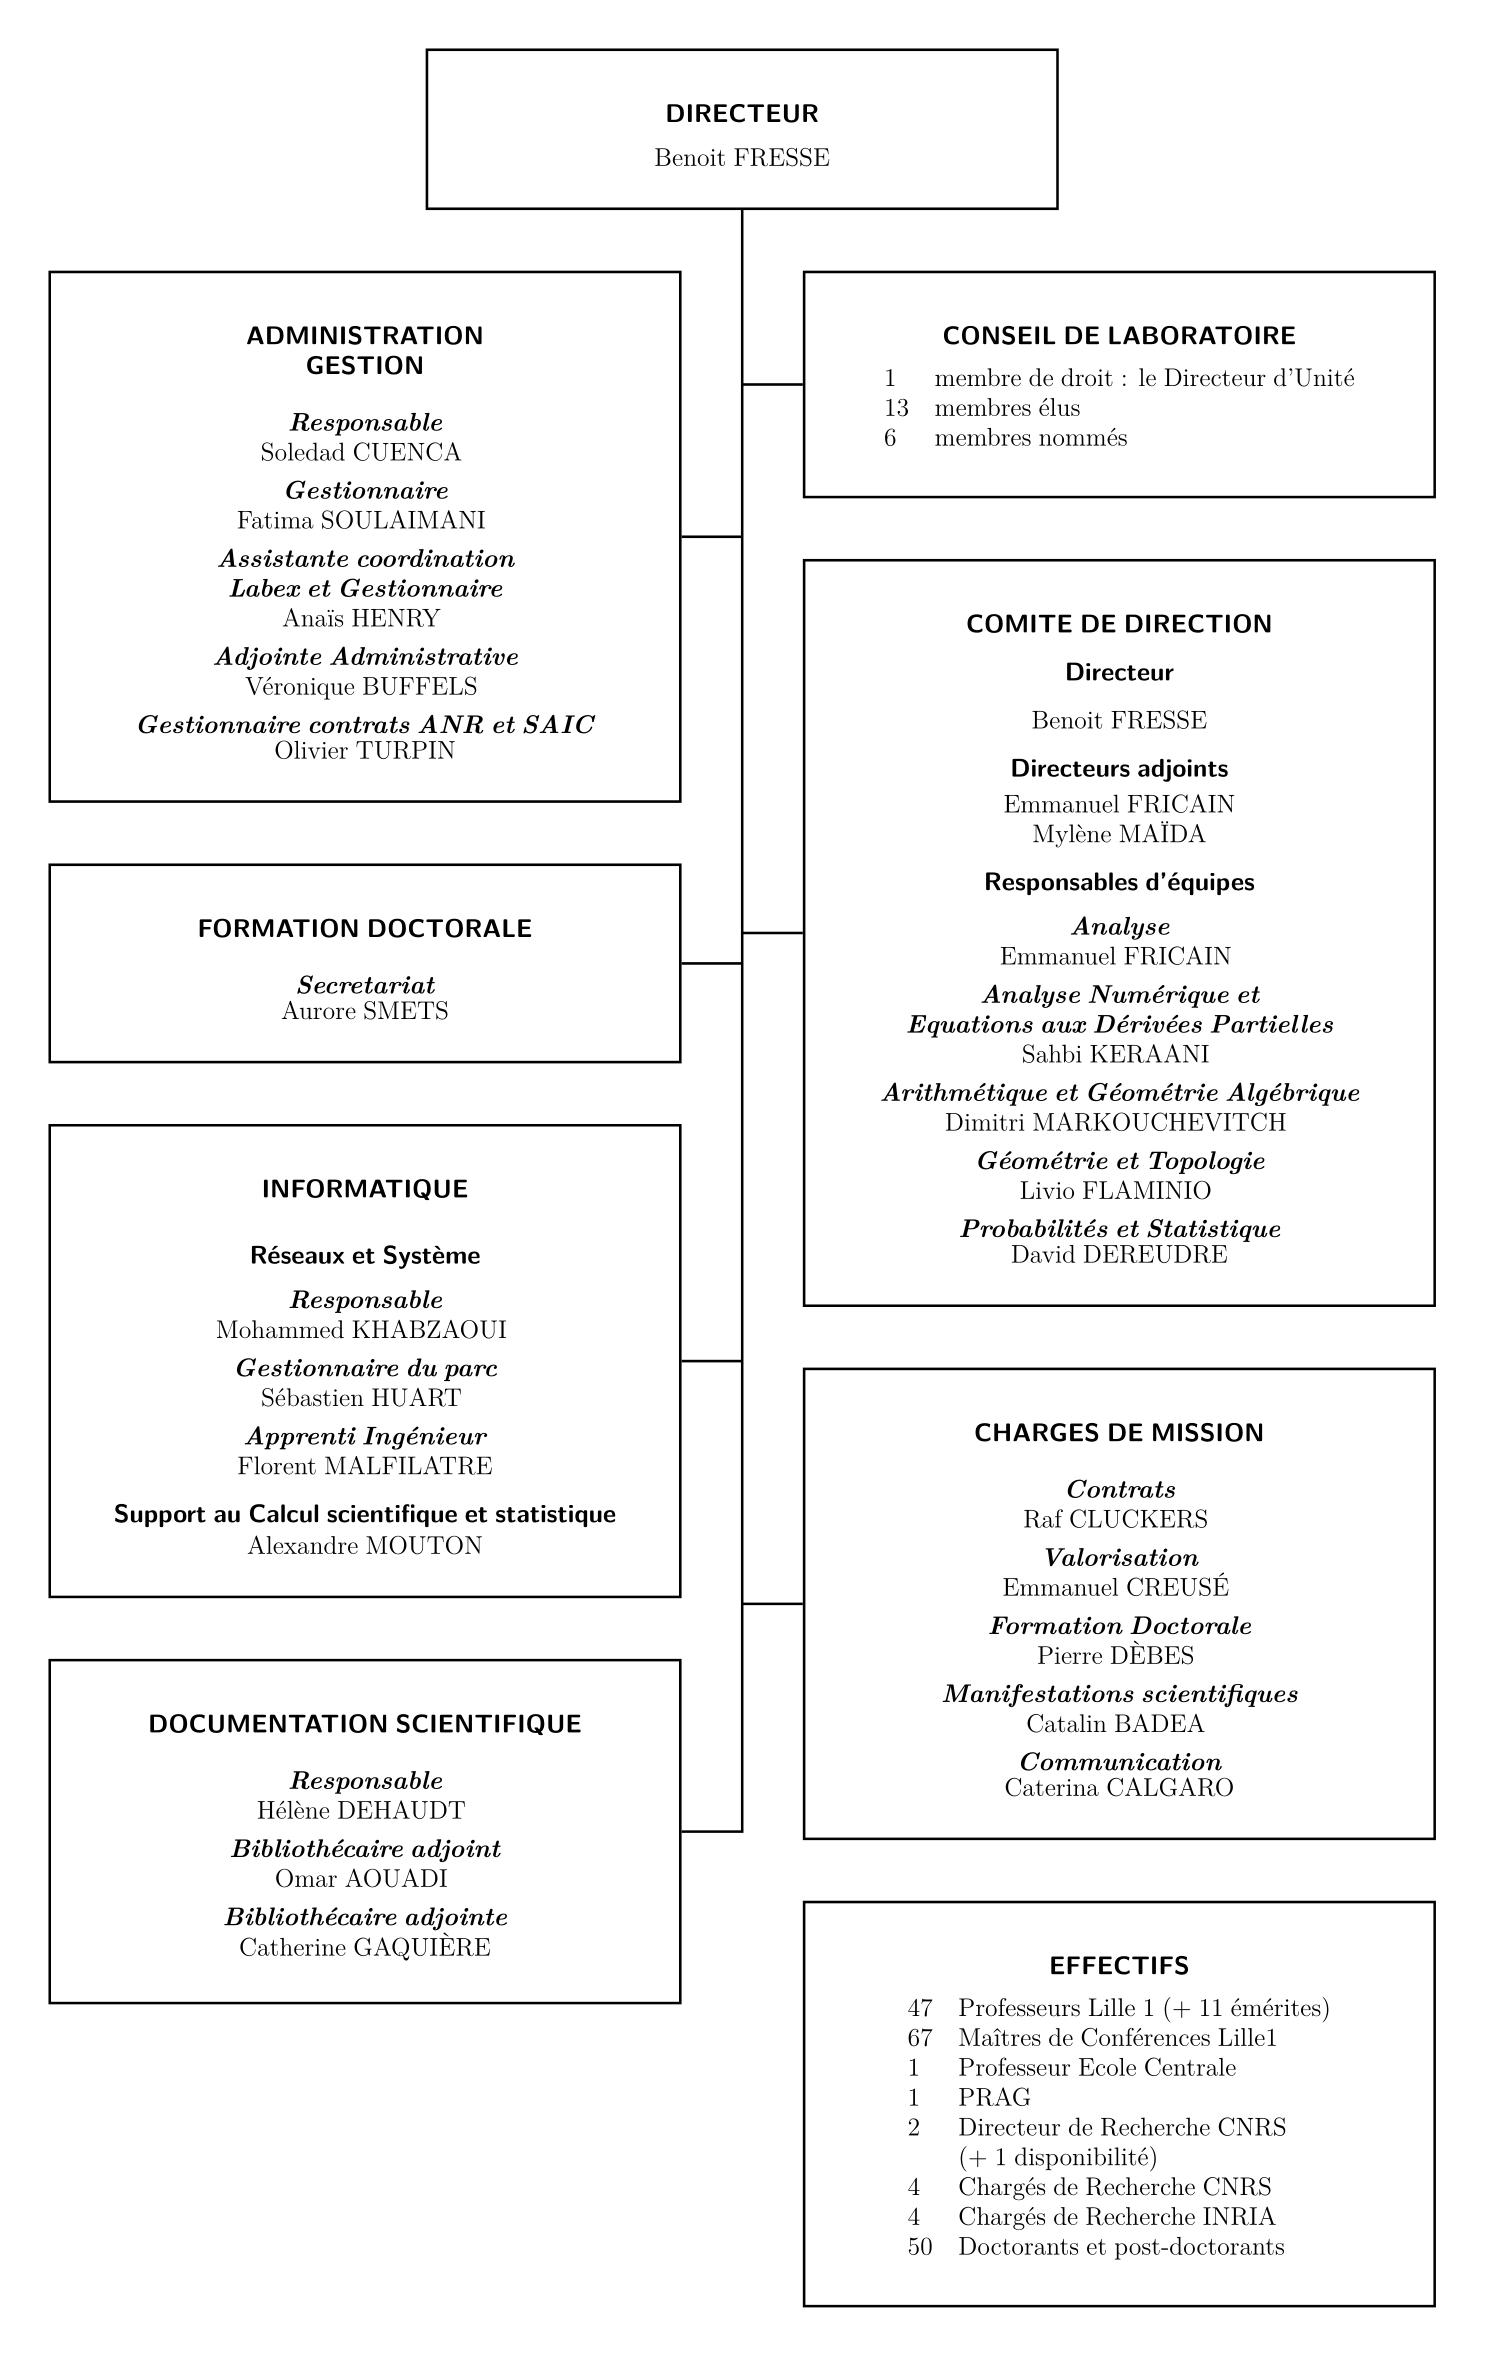 DIRECTEUR
Benoit FRESSE
ADMINISTRATION
GESTION
Responsable
Soledad CUENCA
Gestionnaire
Fatima SOULAIMANI
Assistante coordination
Labex et Gestionnaire
Anaïs HENRY
Adjointe Administrative
Véronique BUFFELS
Gestionnaire contrats ANR et SAIC
Olivier TURPIN
FORMATION DOCTORALE
Secretariat
Aurore SMETS
INFORMATIQUE
Réseaux et Système
Responsable
Mohammed KHABZAOUI
Gestionnaire du parc
Sébastien HUART
Apprenti Ingénieur
Florent MALFILATRE
Support au Calcul scientifique et statistique
Alexandre MOUTON
DOCUMENTATION SCIENTIFIQUE
Responsable
Hélène DEHAUDT
Bibliothécaire adjoint
Omar AOUADI
Bibliothécaire adjointe
Catherine GAQUIÈRE
CONSEIL DE LABORATOIRE
1 membre de droit : le Directeur d'Unité
13 membres élus
6 membres nommés
COMITE DE DIRECTION
Directeur
Benoit FRESSE
Directeurs adjoints
Emmanuel FRICAIN
Mylène MAÏDA
Responsables d'équipes
Analyse
Emmanuel FRICAIN
Analyse Numérique et
Equations aux Dérivées Partielles
Sahbi KERAANI
Arithmétique et Géométrie Algébrique
Dimitri MARKOUCHEVITCH
Géométrie et Topologie
Livio FLAMINIO
Probabilités et Statistique
David DEREUDRE
CHARGES DE MISSION
Contrats
Raf CLUCKERS
Valorisation
Emmanuel CREUSÉ
Formation Doctorale
Pierre DÈBES
Manifestations scientifiques
Catalin BADEA
Communication
Caterina CALGARO
EFFECTIFS
47 Professeurs Lille 1 (+ 11 émérites)
67 Maîtres de Conférences Lille1
1 Professeur Ecole Centrale
1 PRAG
2 Directeur de Recherche CNRS
(+ 1 disponibilité)
4 Chargés de Recherche CNRS
4 Chargés de Recherche INRIA
50 Doctorants et post-doctorants